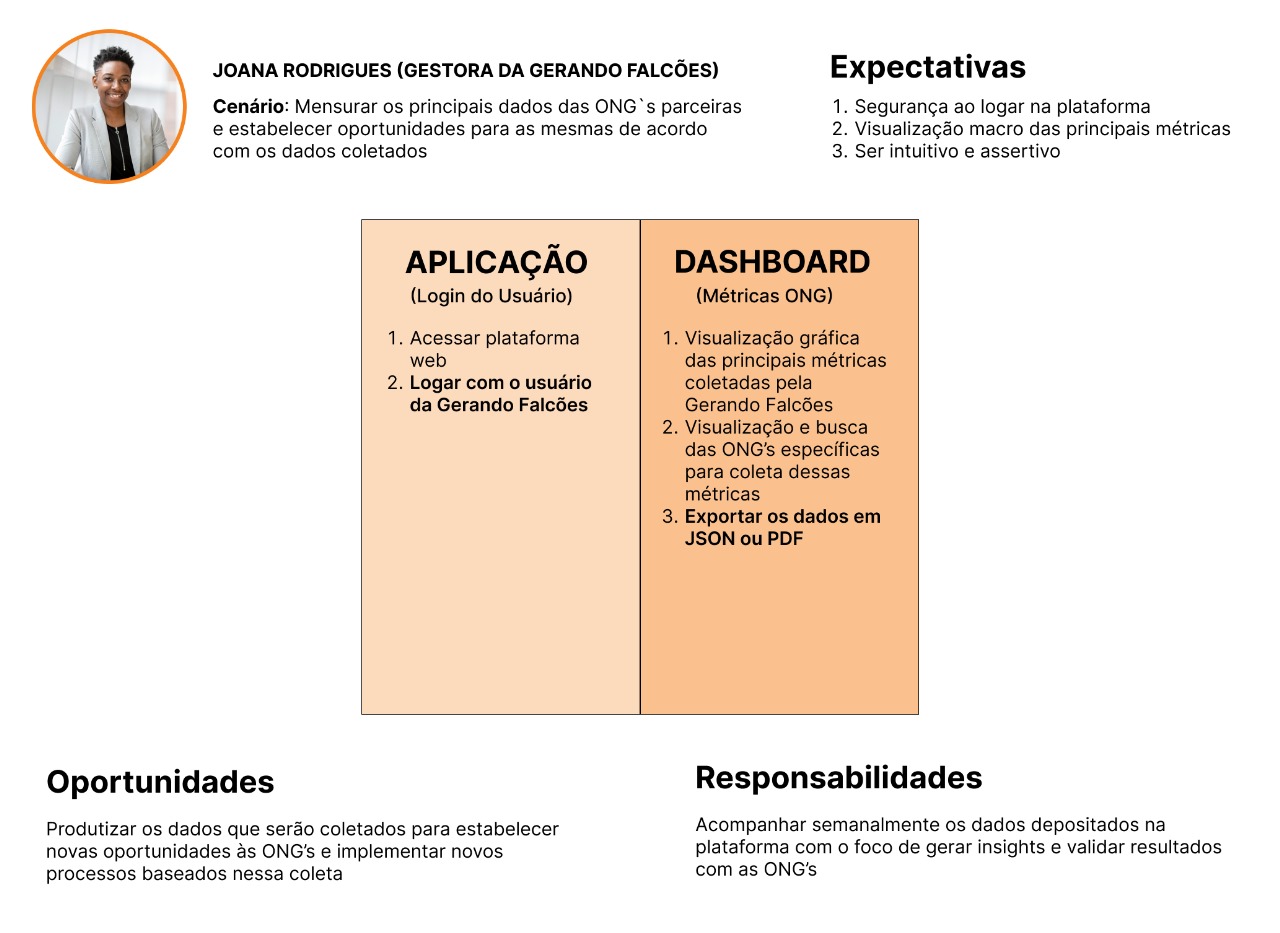 JOANA RODRIGUES (GESTORA DA GERANDO FALCÕES)
Cenário: Mensurar os principais dados das ONG`s parceiras
e estabelecer oportunidades para as mesmas de acordo
com os dados coletados
Expectativas
1. Segurança ao logar na plataforma
2. Visualização macro das principais métricas
3. Ser intuitivo e assertivo
APLICAÇÃO
(Login do Usuário)
1. Acessar plataforma
web
2. Logar com o usuário
da Gerando Falcões
DASHBOARD
(Métricas ONG)
1. Visualização gráfica
das principais métricas
coletadas pela
Gerando Falcões
2. Visualização e busca
das ONG’s específicas
para coleta dessas
métricas
3. Exportar os dados em
JSON ou PDF
Oportunidades
Produtizar os dados que serão coletados para estabelecer
novas oportunidades às ONG’s e implementar novos
processos baseados nessa coleta
Responsabilidades
Acompanhar semanalmente os dados depositados na
plataforma com o foco de gerar insights e validar resultados
com as ONG’s